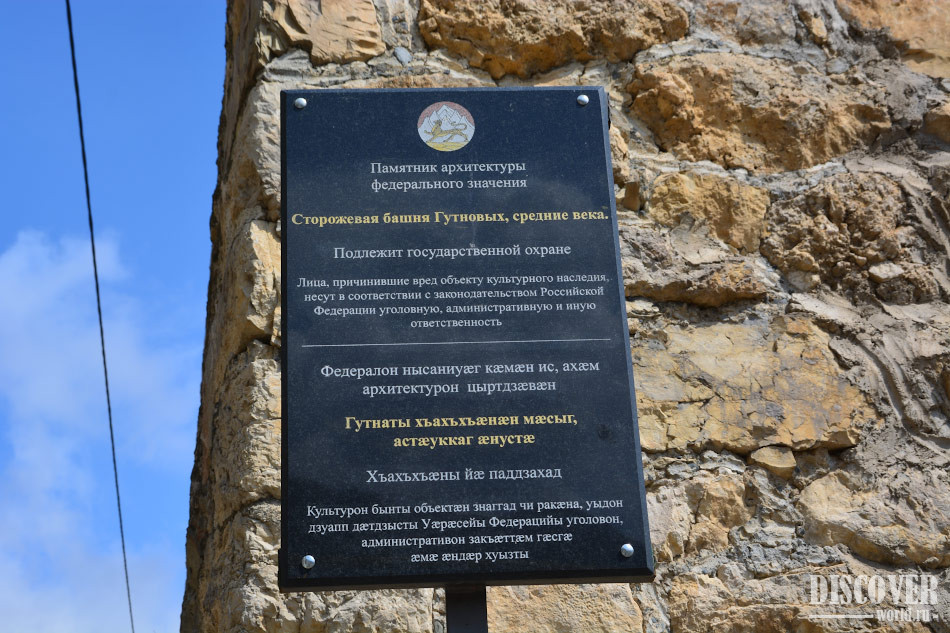 Памятник архитектуры
федерального значения
Сторожевая башня Гутновых, средние века.
Подлежит государственной охране
Лица, причинившие вред объекту культурного наследия,
несут в соответствии с законодательством Российской
Федерации уголовную, административную и иную
ответственность
Федералон нысаниуæг кæмæн ис, ахæм
архитектурон цыртдзæвæн
Гутнаты хъахъхъæнæн мæсыг,
астæуккаг æнустæ
Хъахъхъæны йæ паддзахад
Культурон бынты объектæн знаггад чи ракæна, уыдон
дзуапп дæтдзысты Уæрæсейы Федерацийы уголовон,
административон закъæттæм гæсгæ
æмæ æндæр хуызты
DISCOVER
world.ru